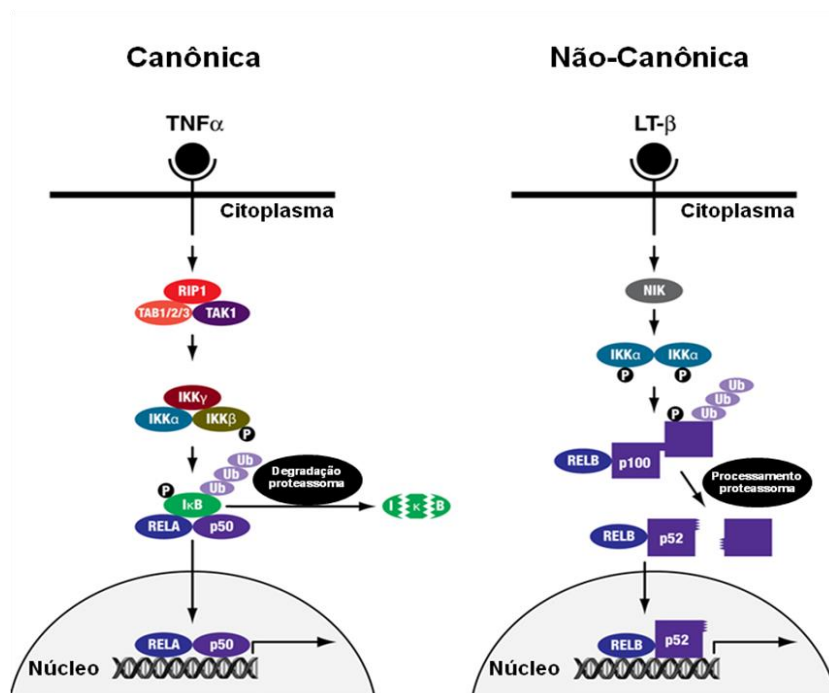 Canônica
TNFα
Citoplasma
RIP1
TAB1/2/3
TAK1
IKKγ
IKKα
IKKβ
P
Ub
Ub
Ub
P
IκB
Degradação
proteassoma
I κ B
RELA
p50
RELA
p50
Núcleo
Não-Canônica
LT-β
Citoplasma
NIK
IKKα
IKKα
P
P
Ub
Ub
Ub
P
RELB
p100
Processamento
proteassoma
RELB
p52
RELB
p52
Núcleo